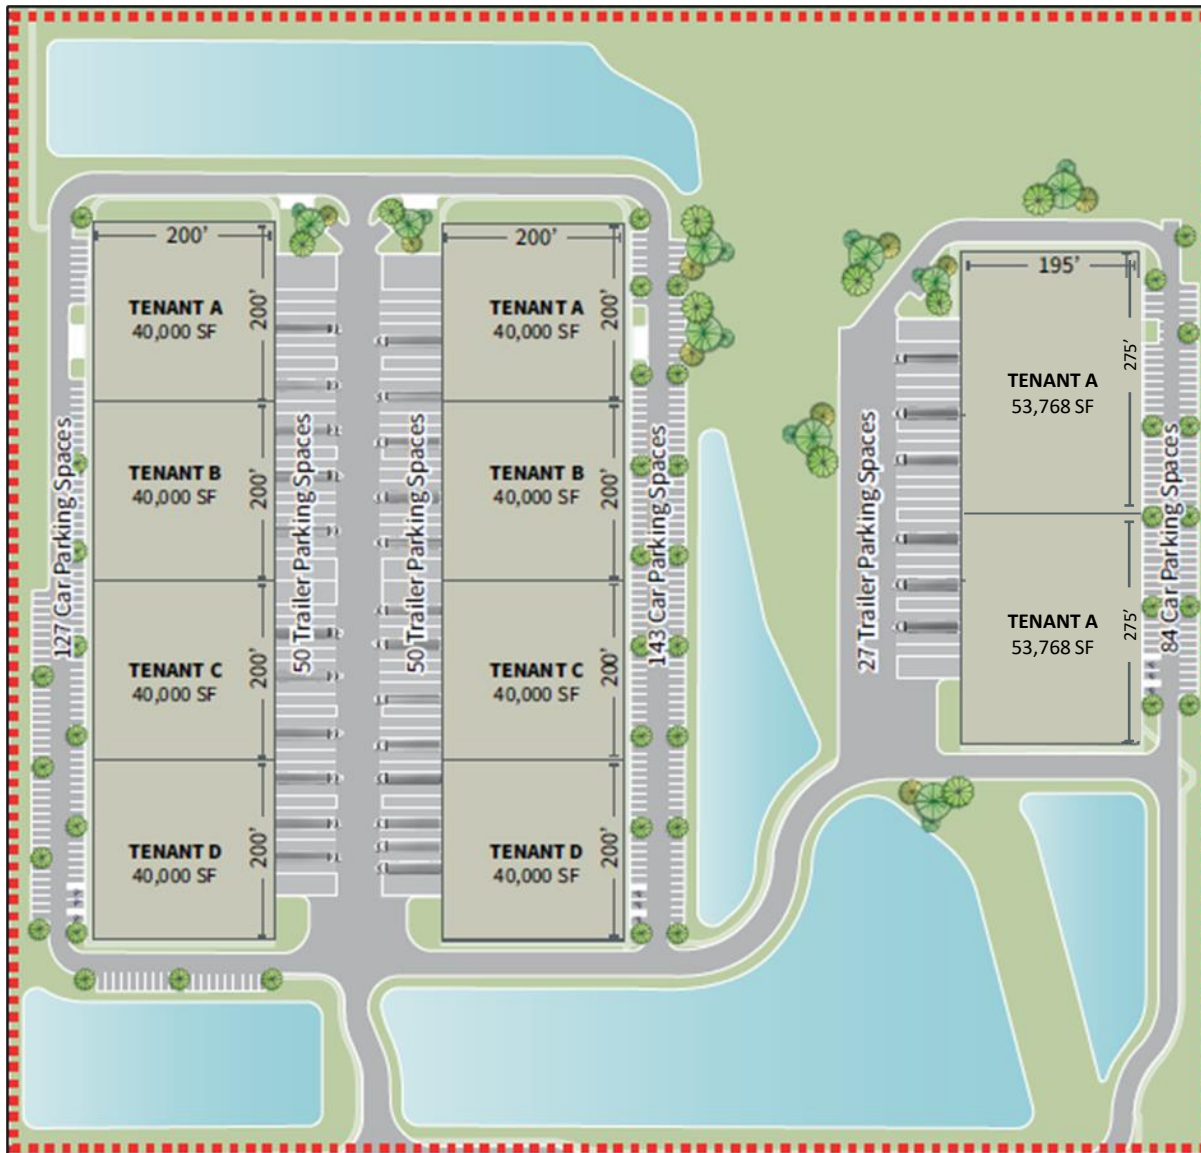 200'
TENANT A
40,000 SF
200'
TENANT B
40,000 SF
200'
TENANT C
40,000 SF
200'
TENANT D
40,000 SF
200'
127 Car Parking Spaces
50 Trailer Parking Spaces
50 Trailer Parking Spaces
200'
TENANT A
40,000 SF
200'
TENANT B
40,000 SF
200'
TENANT C
40,000 SF
200'
TENANT D
40,000 SF
200'
143 Car Parking Spaces
27 Trailer Parking Spaces
195'
TENANT A
53,768 SF
275'
TENANT A
53,768 SF
275'
84 Car Parking Spaces